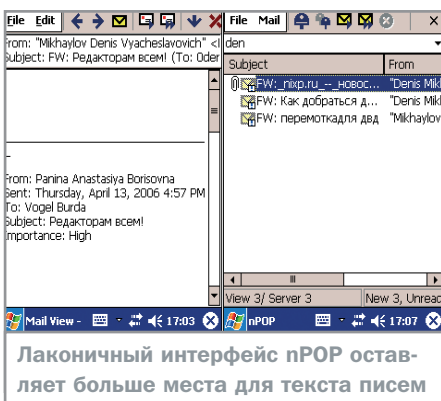 File Edit
From: "Mikhaylov Denis Vyacheslavovich" <I
Subject: FW: Редакторам всем! (To: Oder
From: Panina Anastasiya Borisovna
Sent: Thursday, April 13, 2006 4:57 PM
To: Vogel Burda
Subject: Редакторам всем!
Importance: High
Mail View - 17:03
File Mail
den
Subject From
FW:_nixp.ru_--_новос... "Denis Mikl
FW: Как добраться д... "Denis Mikl
FW: перемоткадля двд "Mikhaylov
View 3/ Server 3 New 3, Unread
nPOP 17:07
Лаконичный интерфейс nPOP остав-
ляет больше места для текста писем